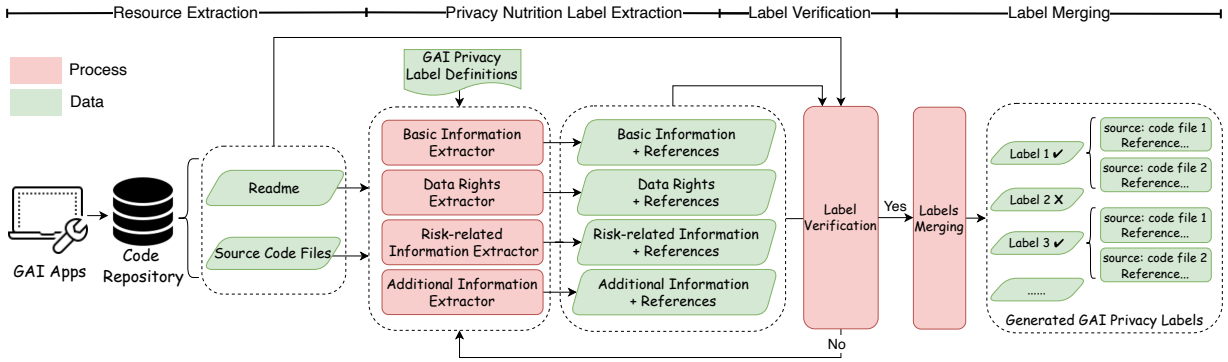 Resource Extraction
Privacy Nutrition Label Extraction
Label Verification
Label Merging
Process
Data
GAI Privacy
Label Definitions
GAI Apps
Code
Repository
Readme
Source Code Files
Basic Information
Extractor
Data Rights
Extractor
Risk-related
Information Extractor
Additional Information
Extractor
Basic Information
+ References
Data Rights
+ References
Risk-related Information
+ References
Additional Information
+ References
Label
Verification
Yes
No
Labels
Merging
Label 1 ✔
source: code file 1
Reference...
source: code file 2
Reference...
Label 2 X
Label 3 ✔
source: code file 1
Reference...
source: code file 2
Reference...
......
Generated GAI Privacy Labels